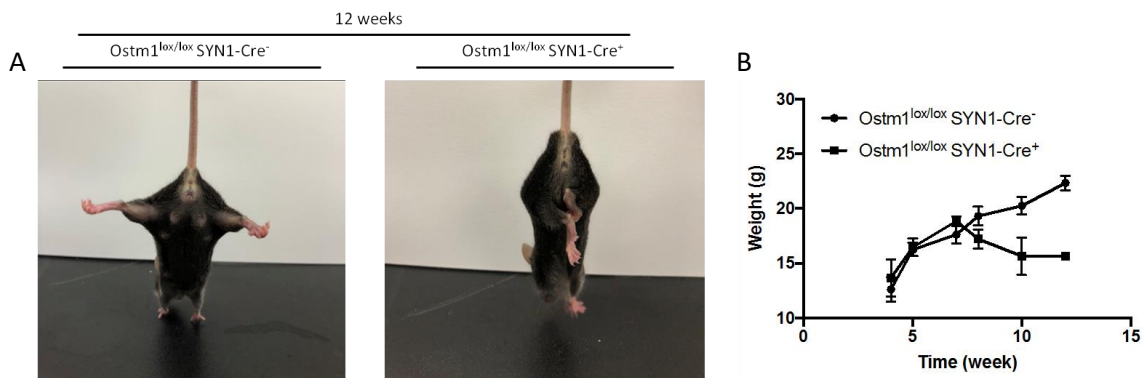 12 weeks
A
Ostm1lox/lox SYN1-Cre-
Ostm1lox/lox SYN1-Cre+
B
30
25
20
15
10
Weight (g)
Ostm1lox/lox SYN1-Cre-
Ostm1lox/lox SYN1-Cre+
0
5
10
15
Time (week)